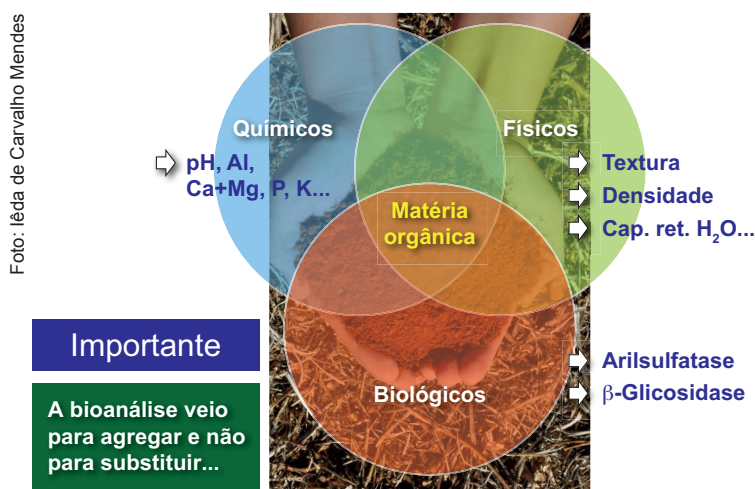 Foto: Iêda de Carvalho Mendes
Químicos
pH, Al,
Ca+Mg, P, K...
Físicos
Textura
Densidade
Cap. ret. H₂O...
Matéria
orgânica
Biológicos
Arilsulfatase
β-Glicosidase
Importante
A bioanálise veio
para agregar e não
para substituir...